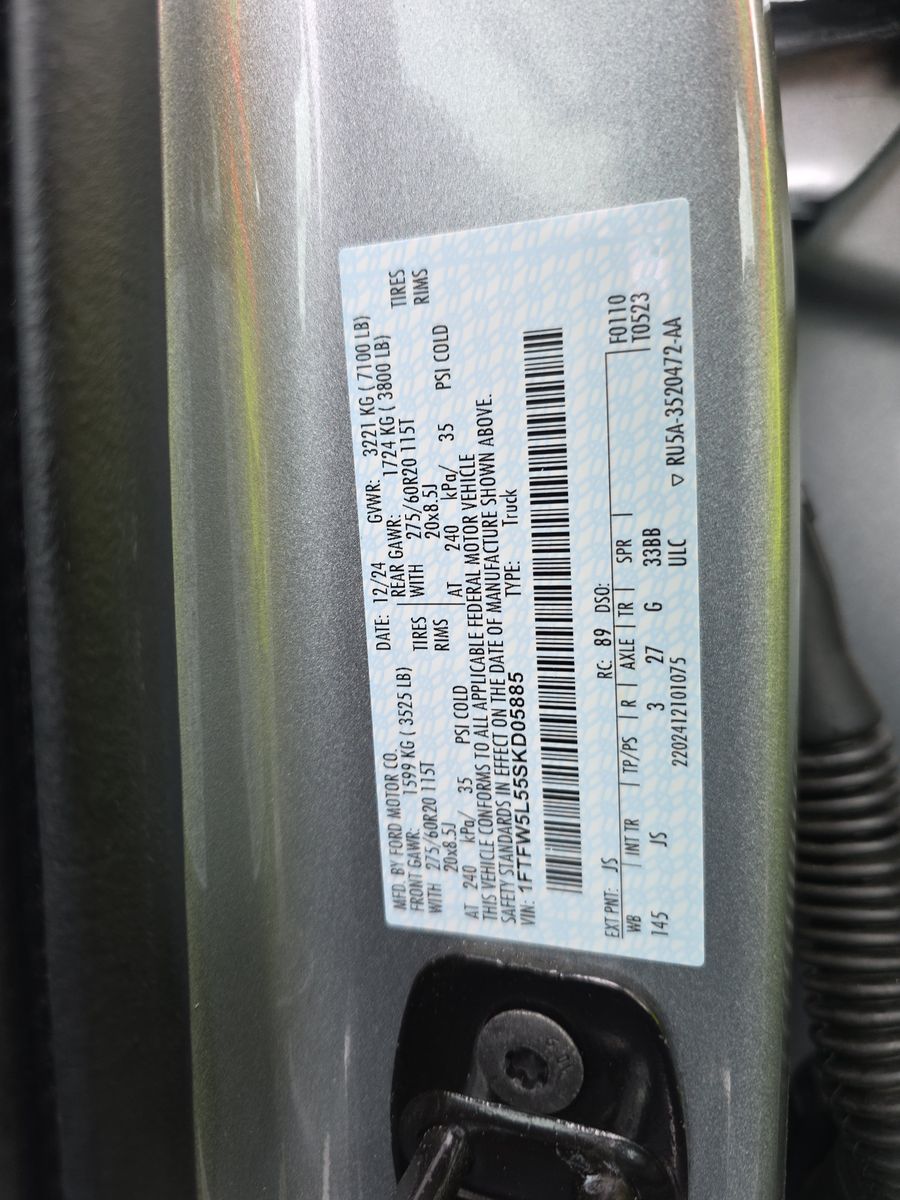 MFD. BY FORD MOTOR CO. DATE: 12/24 GVWR: 3221 KG ( 7100 LB)
FRONT GAWR: 1599 KG ( 3525 LB) REAR GAWR: 1724 KG ( 3800 LB)
WITH 275/60R20 115T TIRES WITH 275/60R20 115T TIRES
20x8.5J RIMS 20x8.5J RIMS
AT 240 kPa/ 35 PSI COLD AT 240 kPa/ 35 PSI COLD
THIS VEHICLE CONFORMS TO ALL APPLICABLE FEDERAL MOTOR VEHICLE
SAFETY STANDARDS IN EFFECT ON THE DATE OF MANUFACTURE SHOWN ABOVE.
VIN: 1FTFW5L55SKD05885 TYPE: Truck
EXT PNT: JS RC: 89 DSO: F0110
WB INT TR TP/PS R AXLE TR SPR T0523
145 JS 3 27 G 33BB
220241210107​5 ULC ▽ RU5A-3520472-AA